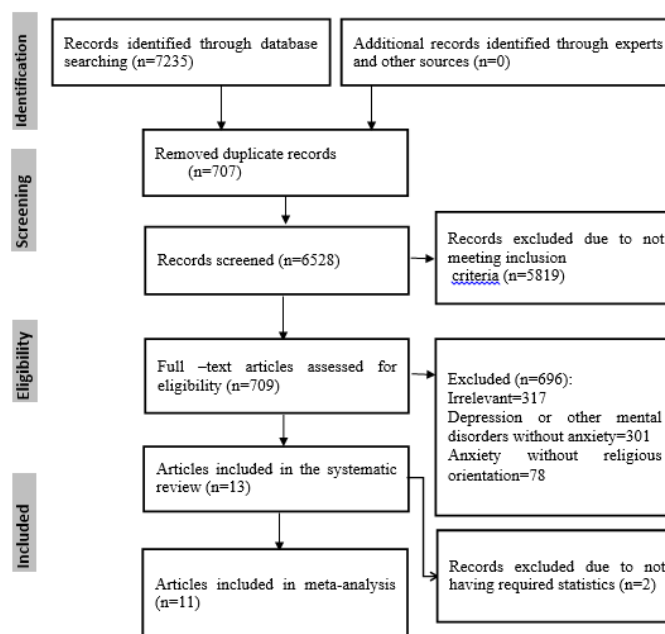 Identification
Records identified through database
searching (n=7235)
Additional records identified through experts
and other sources (n=0)
Removed duplicate records
(n=707)
Screening
Records screened (n=6528)
Records excluded due to not
meeting inclusion
criteria (n=5819)
Eligibility
Full –text articles assessed for
eligibility (n=709)
Excluded (n=696):
Irrelevant=317
Depression or other mental
disorders without anxiety=301
Anxiety without religious
orientation=78
Articles included in the systematic
review (n=13)
Included
Records excluded due to not
having required statistics (n=2)
Articles included in meta-analysis
(n=11)